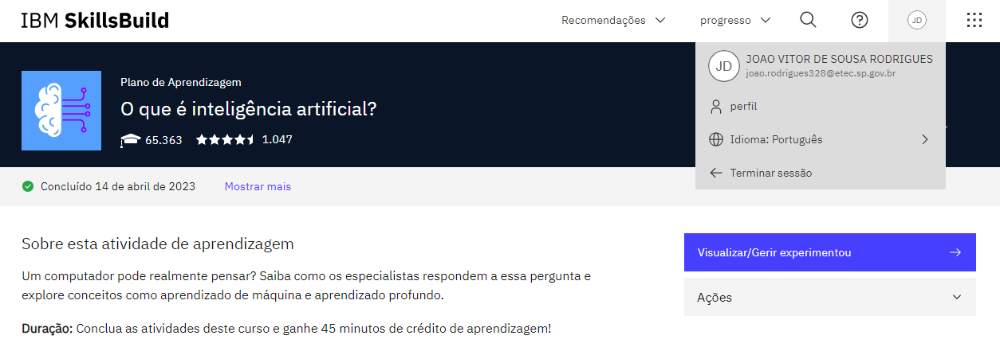 IBM SkillsBuild
Recomendações
progresso
JD
JD
JOAO VITOR DE SOUSA RODRIGUES
joao.rodrigues328@etec.sp.gov.br
perfil
Idioma: Português
Terminar sessão
Plano de Aprendizagem
O que é inteligência artificial?
65.363
1.047
Concluído 14 de abril de 2023
Mostrar mais
Sobre esta atividade de aprendizagem
Um computador pode realmente pensar? Saiba como os especialistas respondem a essa pergunta e
explore conceitos como aprendizado de máquina e aprendizado profundo.
Duração: Conclua as atividades deste curso e ganhe 45 minutos de crédito de aprendizagem!
Visualizar/Gerir experimentou
Ações